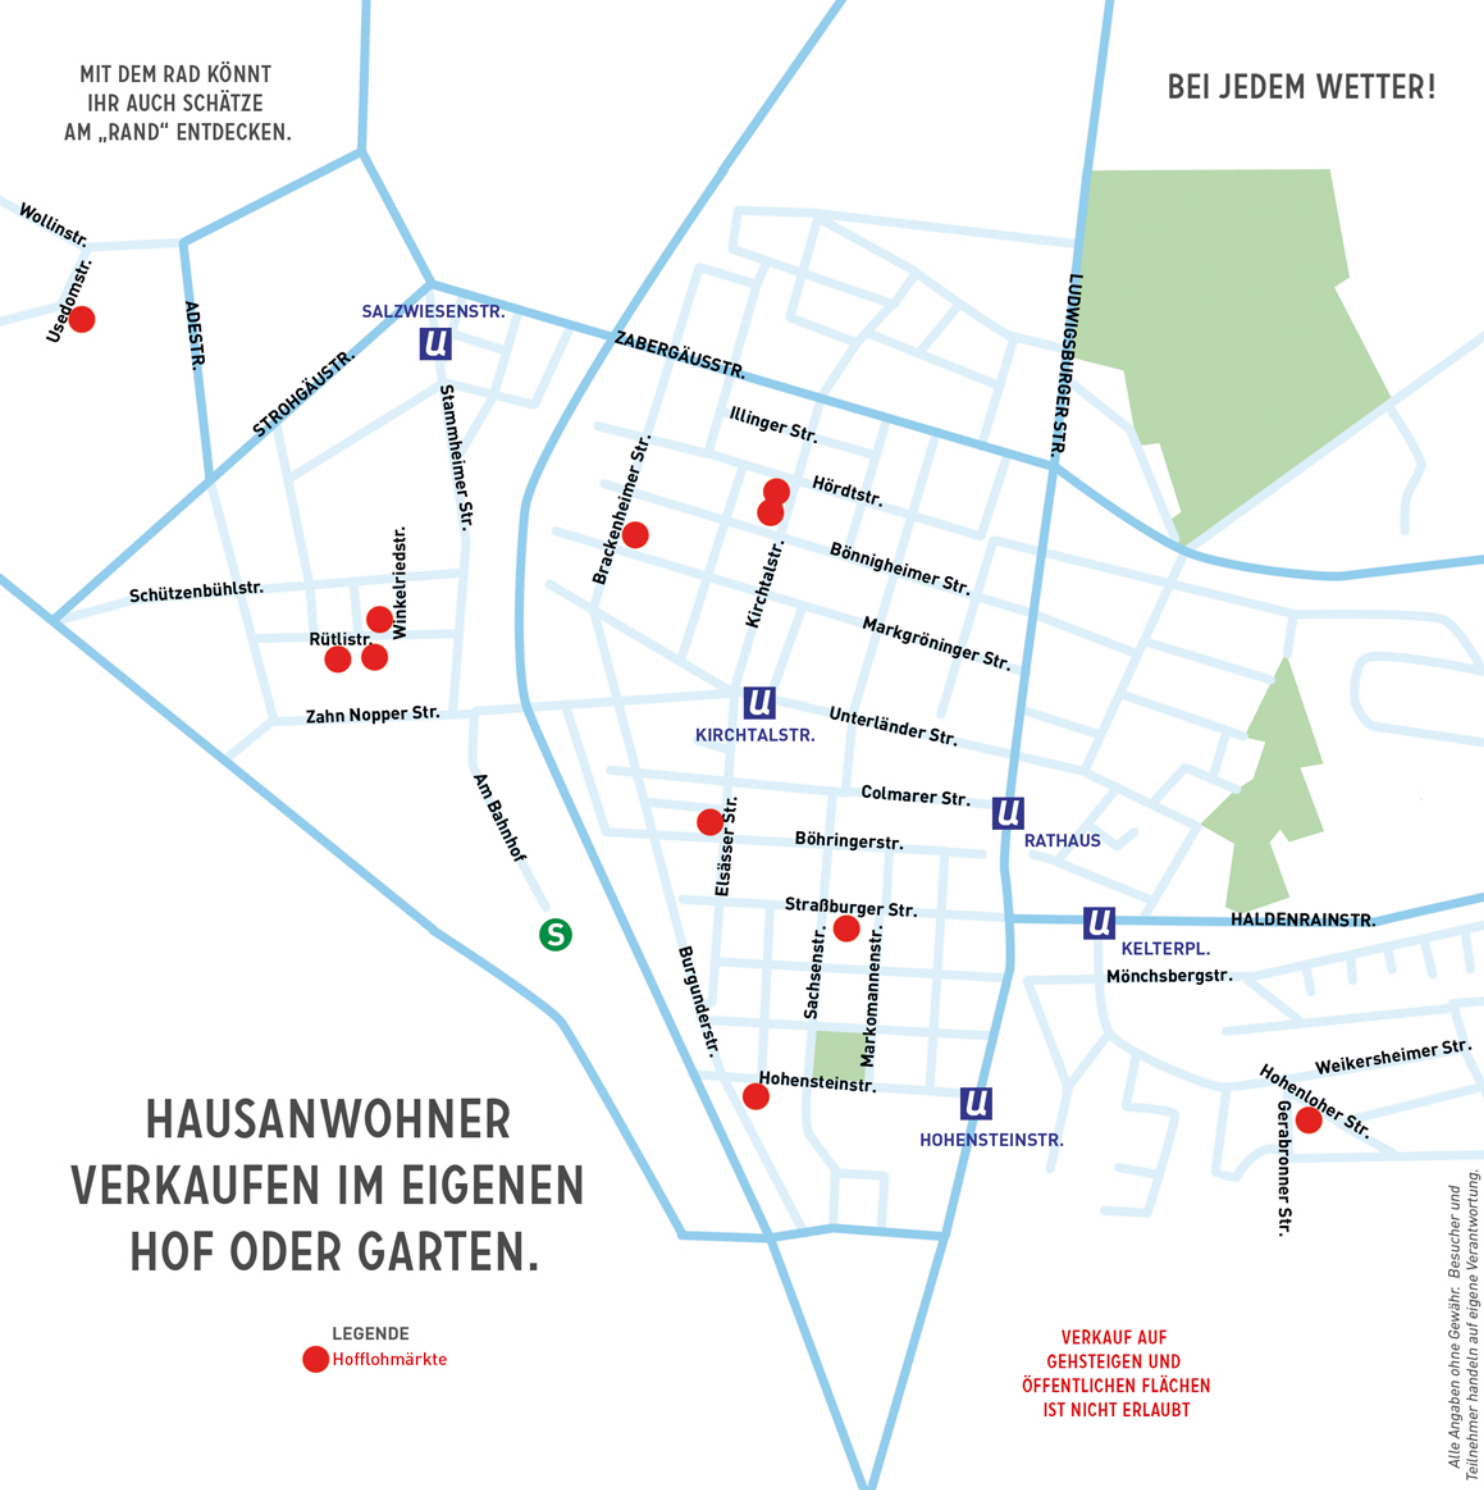 MIT DEM RAD KÖNNT
IHR AUCH SCHÄTZE
AM „RAND“ ENTDECKEN.
BEI JEDEM WETTER!
Wollinstr.
Usedomstr.
ADESTR.
STROHGÄUSTR.
SALZWIESENSTR.
U
Stammheimer Str.
ZABERGÄUSSTR.
LUDWIGSBURGER STR.
Illinger Str.
Brackenheimer Str.
Hördtstr.
Bönnigheimer Str.
Kirchtalstr.
Markgröninger Str.
Schützenbühlstr.
Winkelriedstr.
Rütlistr.
Zahn Nopper Str.
U
KIRCHTALSTR.
Unterländer Str.
Am Bahnhof
S
Colmarer Str.
U
RATHAUS
Elsässer Str.
Böhringerstr.
Straßburger Str.
U
KELTERPL.
HALDENRAINSTR.
Mönchsbergstr.
Burgunderstr.
Sachsenstr.
Markomannenstr.
Hohensteinstr.
U
HOHENSTEINSTR.
Weikersheimer Str.
Hohenloher Str.
Gerabronner Str.
HAUSANWOHNER
VERKAUFEN IM EIGENEN
HOF ODER GARTEN.
LEGENDE
Hofflohmärkte
VERKAUF AUF
GEHSTEIGEN UND
ÖFFENTLICHEN FLÄCHEN
IST NICHT ERLAUBT
Alle Angaben ohne Gewähr. Besucher und
Teilnehmer handeln auf eigene Verantwortung.